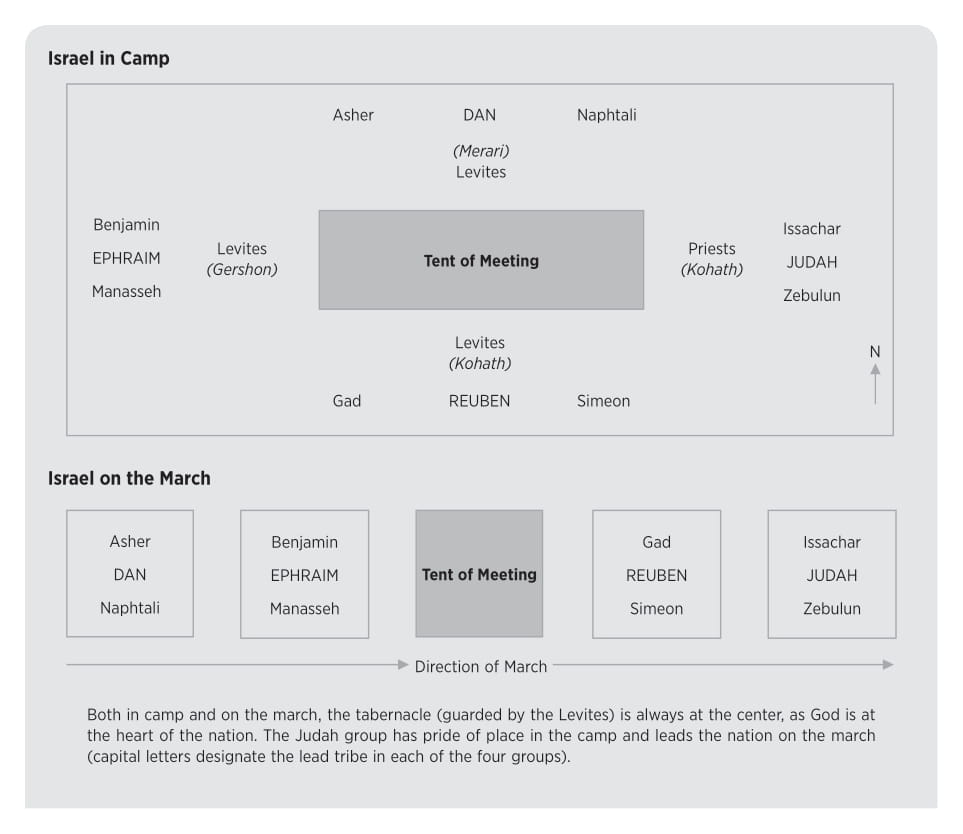 Israel in Camp
Asher DAN Naphtali
(Merari)
Levites
Benjamin
EPHRAIM
Manasseh
Levites
(Gershon)
Tent of Meeting
Priests
(Kohath)
Issachar
JUDAH
Zebulun
Levites
(Kohath)
N
Gad REUBEN Simeon
Israel on the March
Asher
DAN
Naphtali
Benjamin
EPHRAIM
Manasseh
Tent of Meeting
Gad
REUBEN
Simeon
Issachar
JUDAH
Zebulun
Direction of March
Both in camp and on the march, the tabernacle (guarded by the Levites) is always at the center, as God is at
the heart of the nation. The Judah group has pride of place in the camp and leads the nation on the march
(capital letters designate the lead tribe in each of the four groups).